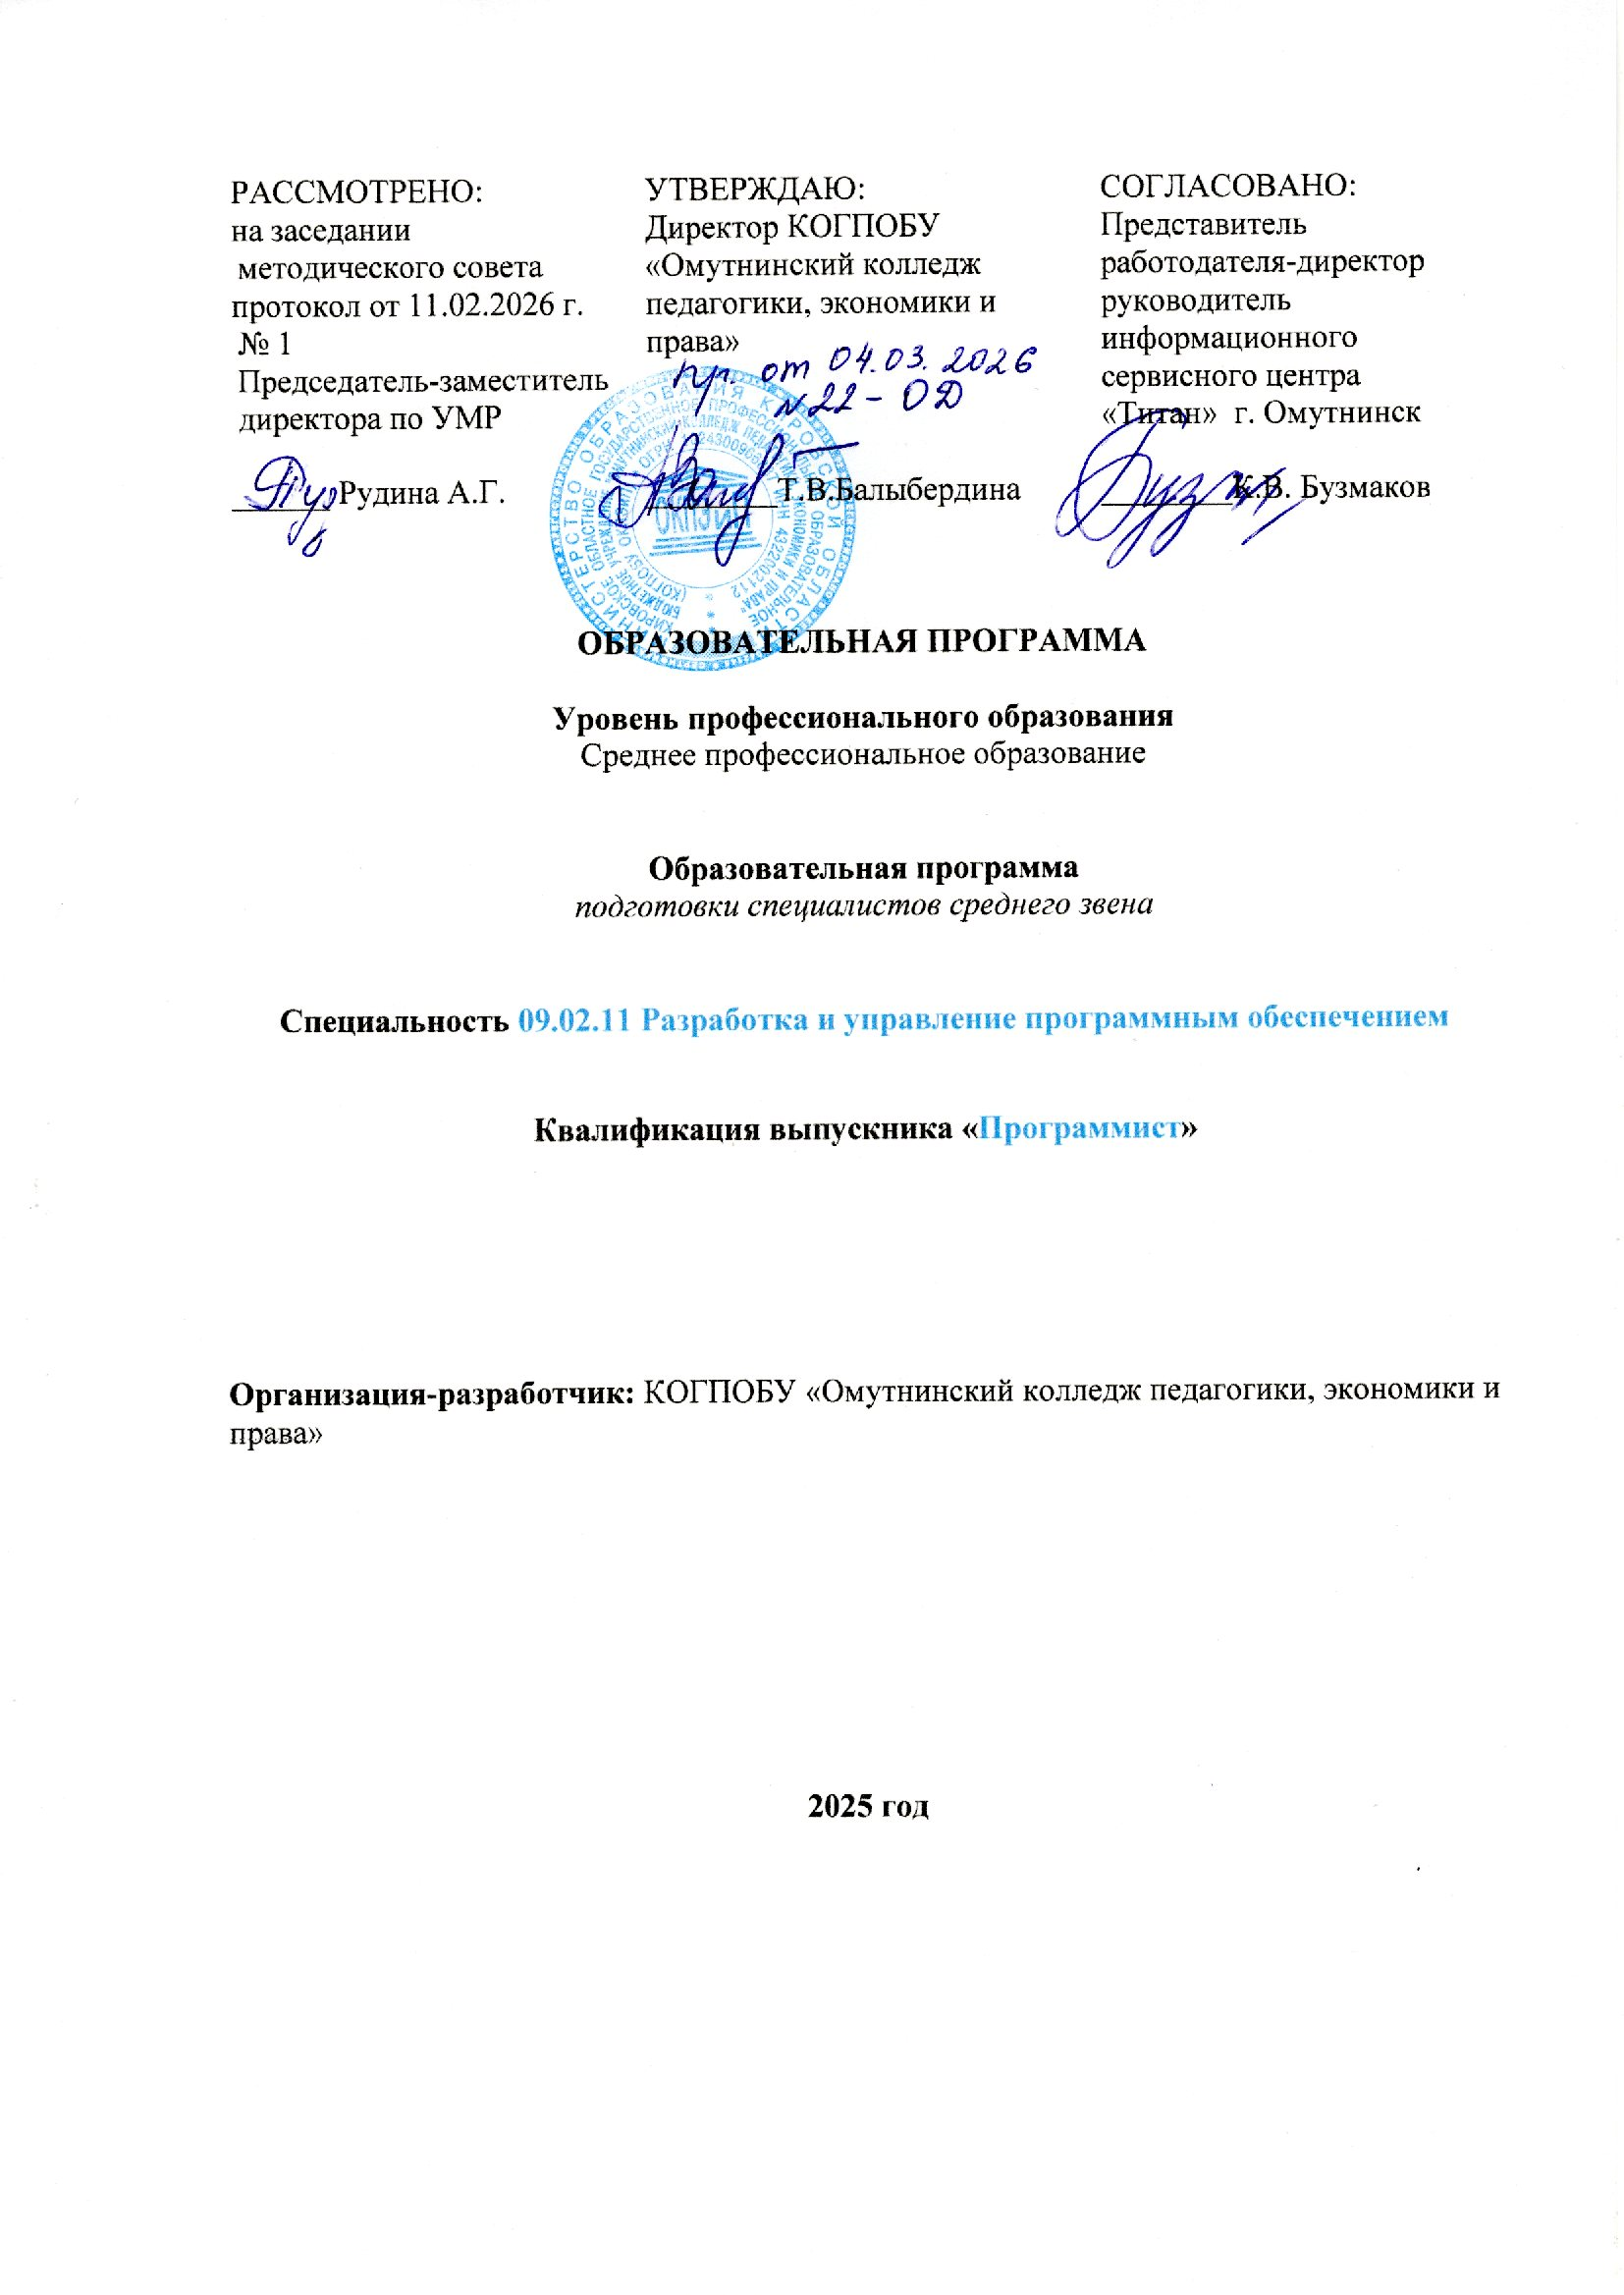 РАССМОТРЕНО:
на заседании
методического совета
протокол от 11.02.2026 г.
№ 1
Председатель-заместитель
директора по УМР
Рудина А.Г.
УТВЕРЖДАЮ:
Директор КОГПОБУ
«Омутнинский колледж
педагогики, экономики и
права»
пр. от 04.03.2026
№22-ОД
Т.В.Балыбердина
СОГЛАСОВАНО:
Представитель
работодателя-директор
руководитель
информационного
сервисного центра
«Титан» г. Омутнинск
К.В. Бузмаков
ОБРАЗОВАТЕЛЬНАЯ ПРОГРАММА
Уровень профессионального образования
Среднее профессиональное образование
Образовательная программа
подготовки специалистов среднего звена
Специальность 09.02.11 Разработка и управление программным обеспечением
Квалификация выпускника «Программист»
Организация-разработчик: КОГПОБУ «Омутнинский колледж педагогики, экономики и
права»
2025 год